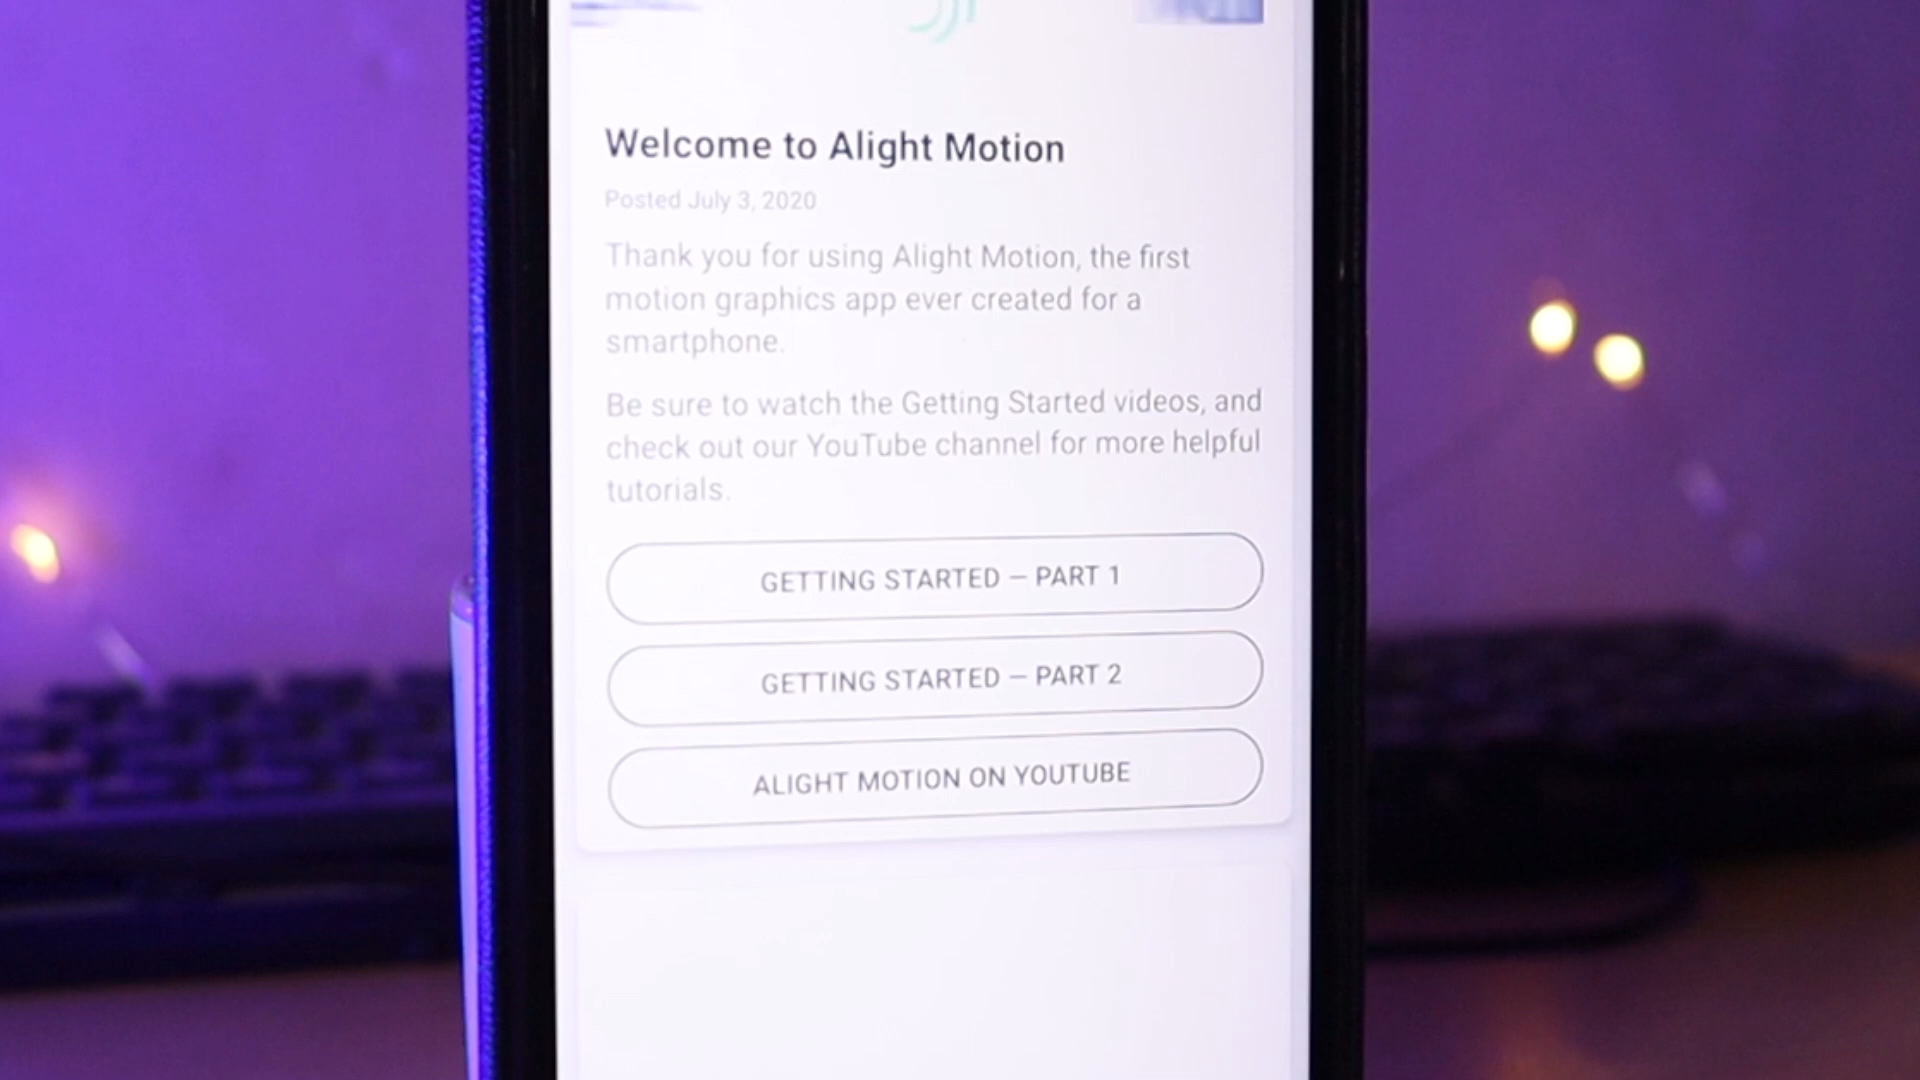 Welcome to Alight Motion
Posted July 3, 2020
Thank you for using Alight Motion, the first
motion graphics app ever created for a
smartphone.
Be sure to watch the Getting Started videos, and
check out our YouTube channel for more helpful
tutorials.
GETTING STARTED – PART 1
GETTING STARTED – PART 2
ALIGHT MOTION ON YOUTUBE